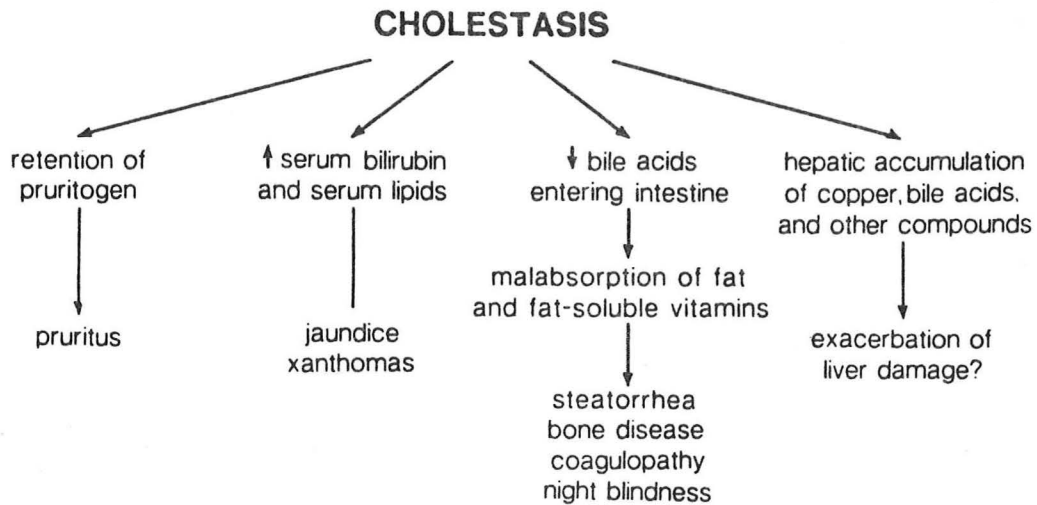 CHOLESTASIS
retention of
pruritogen
pruritus
↑ serum bilirubin
and serum lipids
jaundice
xanthomas
↓ bile acids
entering intestine
malabsorption of fat
and fat-soluble vitamins
steatorrhea
bone disease
coagulopathy
night blindness
hepatic accumulation
of copper, bile acids,
and other compounds
exacerbation of
liver damage?